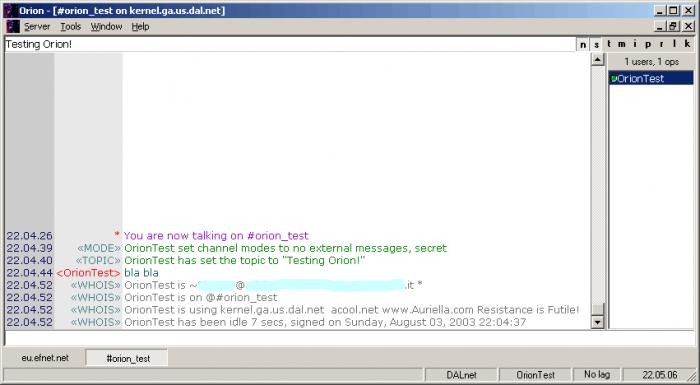 Orion - [#orion_test on kernel.ga.us.dal.net]
Server Tools Window Help
Testing Orion! n s t m i p r l k
1 users, 1 ops
OrionTest
22.04.26 * You are now talking on #orion_test
22.04.39 «MODE» OrionTest set channel modes to no external messages, secret
22.04.40 «TOPIC» OrionTest has set the topic to "Testing Orion!"
22.04.44 <OrionTest> bla bla
22.04.52 «WHOIS» OrionTest is ~ @ .it *
22.04.52 «WHOIS» OrionTest is on @#orion_test
22.04.52 «WHOIS» OrionTest is using kernel.ga.us.dal.net acool.net www.Auriella.com Resistance is Futile!
22.04.52 «WHOIS» OrionTest has been idle 7 secs, signed on Sunday, August 03, 2003 22:04:37
eu.efnet.net #orion_test
DALnet OrionTest No lag 22.05.06